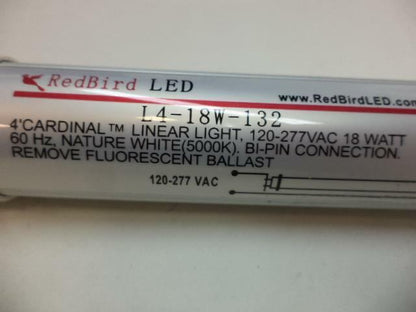 RedBird LED
www.RedBirdLED.com
L4-18W-132
4'CARDINAL™ LINEAR LIGHT, 120-277VAC 18 WATT
60 Hz, NATURE WHITE(5000K). BI-PIN CONNECTION.
REMOVE FLUORESCENT BALLAST
120-277 VAC